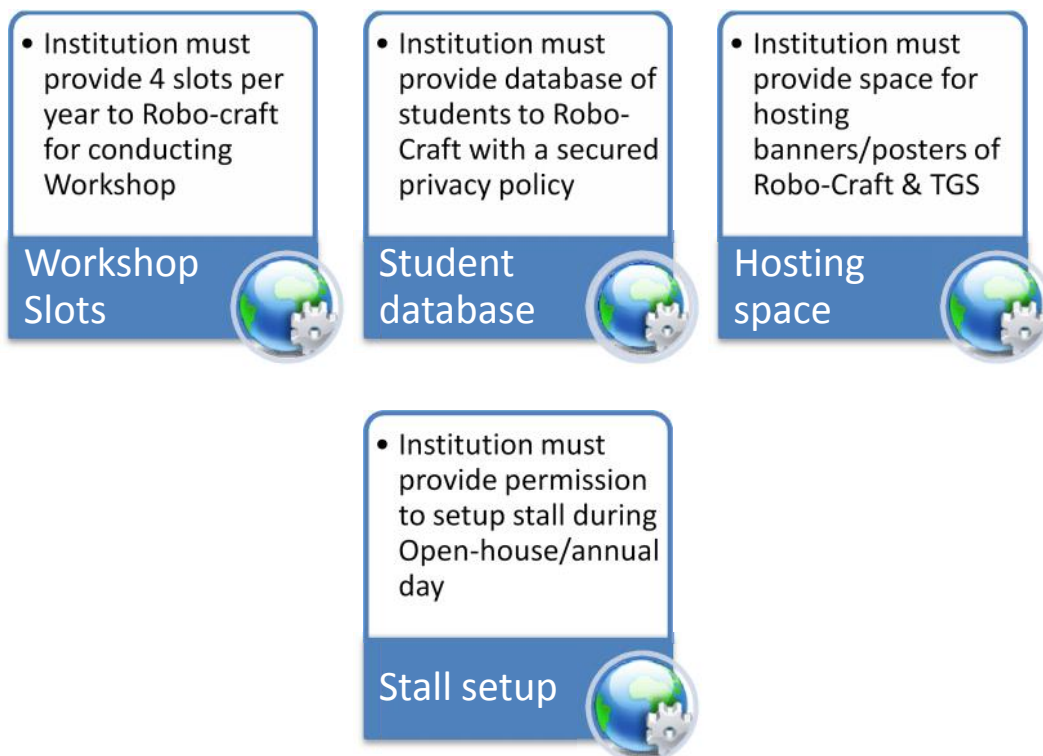 • Institution must
provide 4 slots per
year to Robo-craft
for conducting
Workshop
Workshop
Slots
• Institution must
provide database of
students to Robo-
Craft with a secured
privacy policy
Student
database
• Institution must
provide space for
hosting
banners/posters of
Robo-Craft & TGS
Hosting
space
• Institution must
provide permission
to setup stall during
Open-house/annual
day
Stall setup